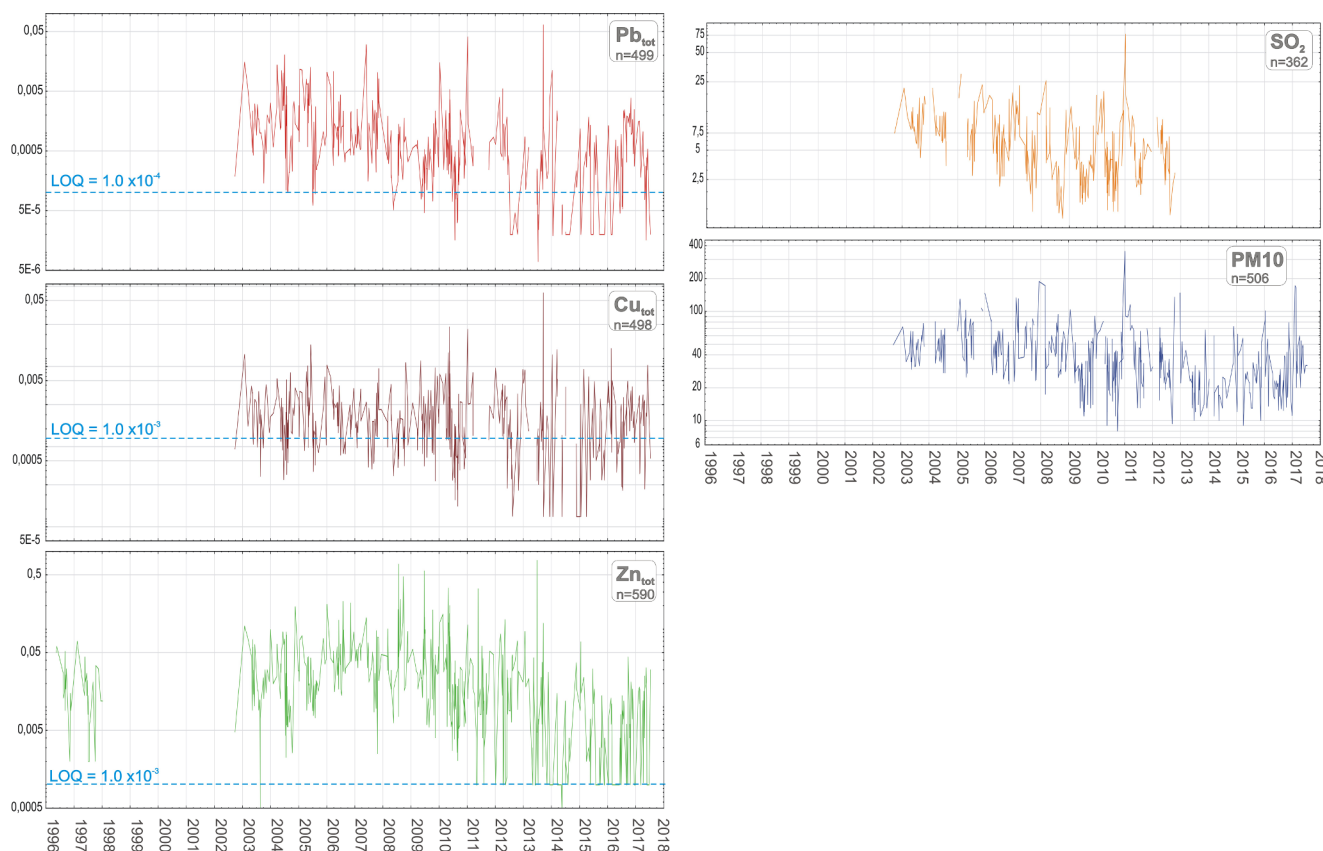 0,05
0,005
0,0005
5E-5
5E-6
Pb_tot
n=499
LOQ = 1.0 x10⁻⁴
0,05
0,005
0,0005
5E-5
Cu_tot
n=498
LOQ = 1.0 x10⁻³
0,5
0,05
0,005
0,0005
Zn_tot
n=590
LOQ = 1.0 x10⁻³
1996 1997 1998 1999 2000 2001 2002 2003 2004 2005 2006 2007 2008 2009 2010 2011 2012 2013 2014 2015 2016 2017 2018
75
50
25
7,5
5
2,5
SO₂
n=362
400
200
100
40
20
10
6
PM10
n=506
1996 1997 1998 1999 2000 2001 2002 2003 2004 2005 2006 2007 2008 2009 2010 2011 2012 2013 2014 2015 2016 2017 2018